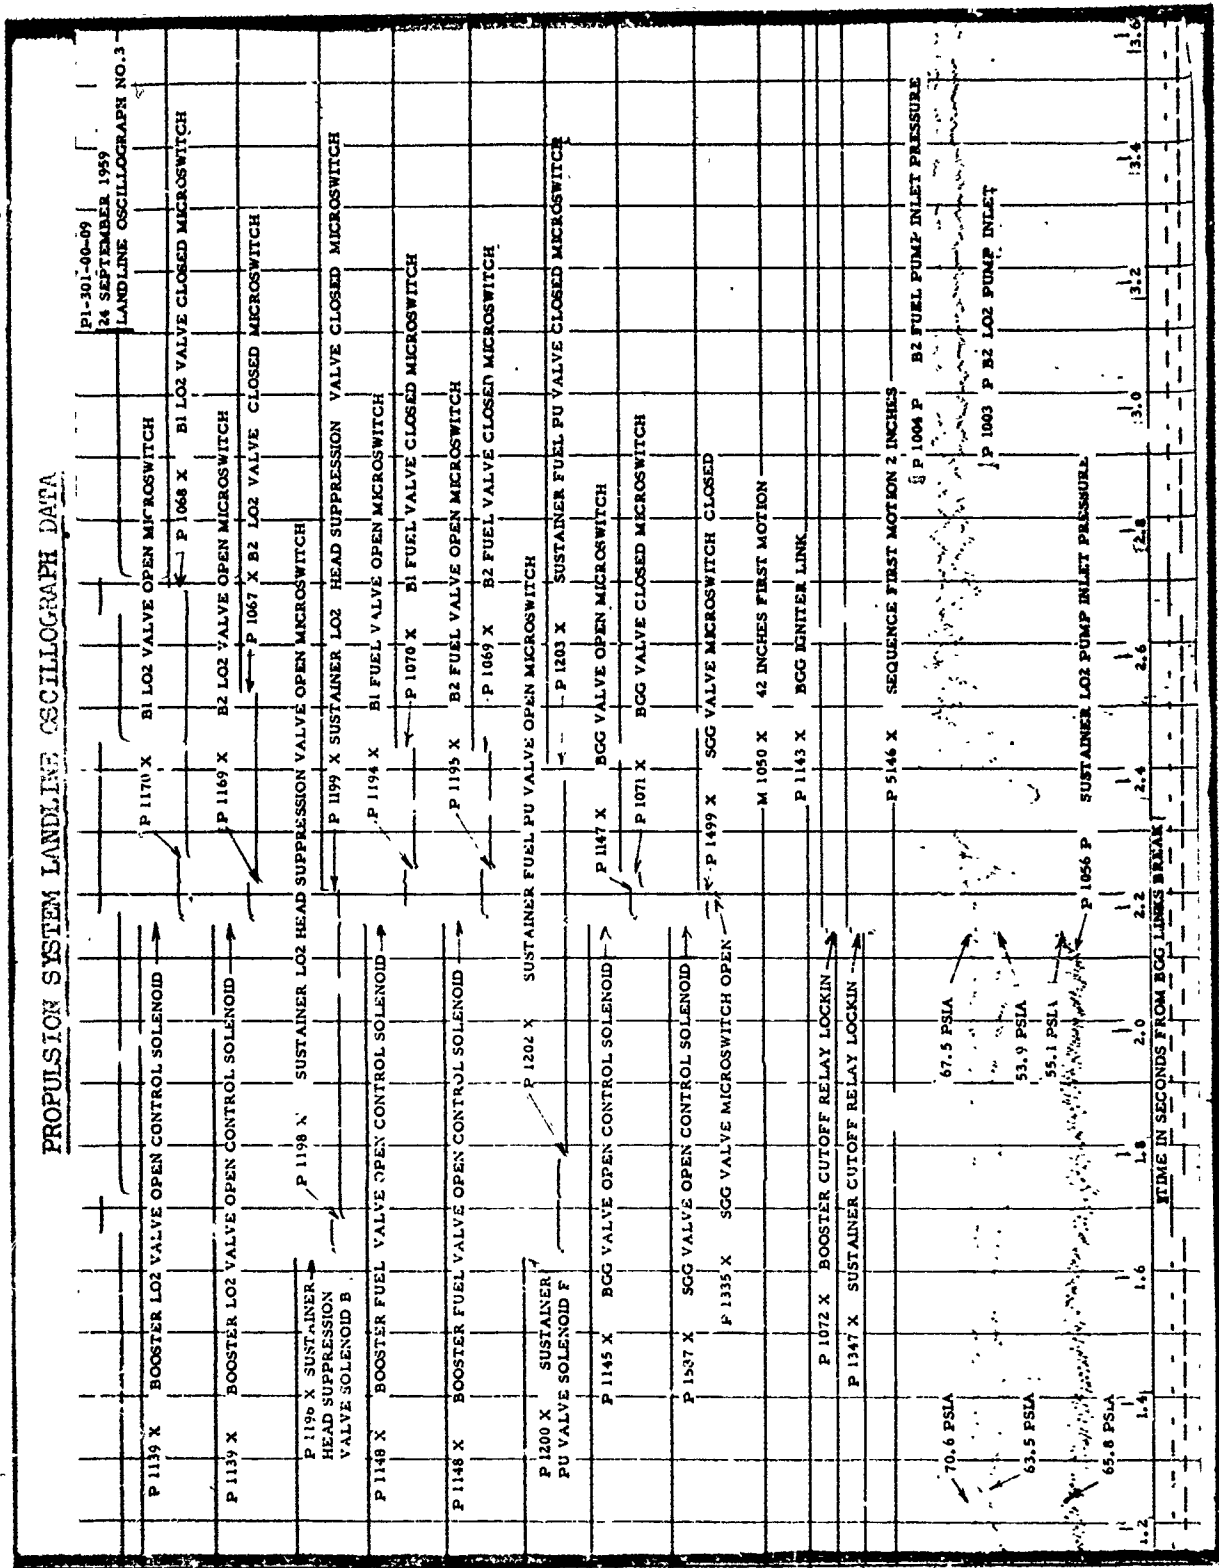 PROPULSION SYSTEM LANDLINE OSCILLOGRAPH DATA
P1-301-00-09
24 SEPTEMBER 1959
LANDLINE OSCILLOGRAPH NO.3
P 1139 X BOOSTER LO2 VALVE OPEN CONTROL SOLENOID
P 1170 X B1 LO2 VALVE OPEN MICROSWITCH
P 1068 X B1 LO2 VALVE CLOSED MICROSWITCH
P 1139 X BOOSTER LO2 VALVE OPEN CONTROL SOLENOID
P 1169 X B2 LO2 VALVE OPEN MICROSWITCH
P 1067 X B2 LO2 VALVE CLOSED MICROSWITCH
P 1198 X SUSTAINER LO2 HEAD SUPPRESSION VALVE OPEN MICROSWITCH
P 1196 X SUSTAINER
HEAD SUPPRESSION
VALVE SOLENOID B
P 1199 X SUSTAINER LO2 HEAD SUPPRESSION VALVE CLOSED MICROSWITCH
P 1148 X BOOSTER FUEL VALVE OPEN CONTROL SOLENOID
P 1194 X B1 FUEL VALVE OPEN MICROSWITCH
P 1070 X B1 FUEL VALVE CLOSED MICROSWITCH
P 1148 X BOOSTER FUEL VALVE OPEN CONTROL SOLENOID
P 1195 X B2 FUEL VALVE OPEN MICROSWITCH
P 1069 X B2 FUEL VALVE CLOSED MICROSWITCH
P 1202 X SUSTAINER FUEL PU VALVE OPEN MICROSWITCH
P 1200 X SUSTAINER
PU VALVE SOLENOID F
P 1203 X SUSTAINER FUEL PU VALVE CLOSED MICROSWITCH
P 1145 X BGG VALVE OPEN CONTROL SOLENOID
P 1147 X BGG VALVE OPEN MICROSWITCH
P 1071 X BGG VALVE CLOSED MICROSWITCH
P 1537 X SGG VALVE OPEN CONTROL SOLENOID
P 1499 X SGG VALVE MICROSWITCH CLOSED
P 1335 X SGG VALVE MICROSWITCH OPEN
M 1050 X 42 INCHES FIRST MOTION
P 1143 X BGG IGNITER LINK
P 1072 X BOOSTER CUTOFF RELAY LOCKIN
P 1347 X SUSTAINER CUTOFF RELAY LOCKIN
P 5146 X SEQUENCE FIRST MOTION 2 INCHES
P 1004 P B2 FUEL PUMP INLET PRESSURE
70.6 PSIA
67.5 PSIA
P 1003 P B2 LO2 PUMP INLET
63.5 PSIA
53.9 PSIA
55.1 PSIA
65.8 PSIA
P 1056 P SUSTAINER LO2 PUMP INLET PRESSURE
1.2 1.4 1.6 1.8 2.0 2.2 2.4 2.6 2.8 3.0 3.2 3.4 3.6
TIME IN SECONDS FROM BGG LINKS BREAK